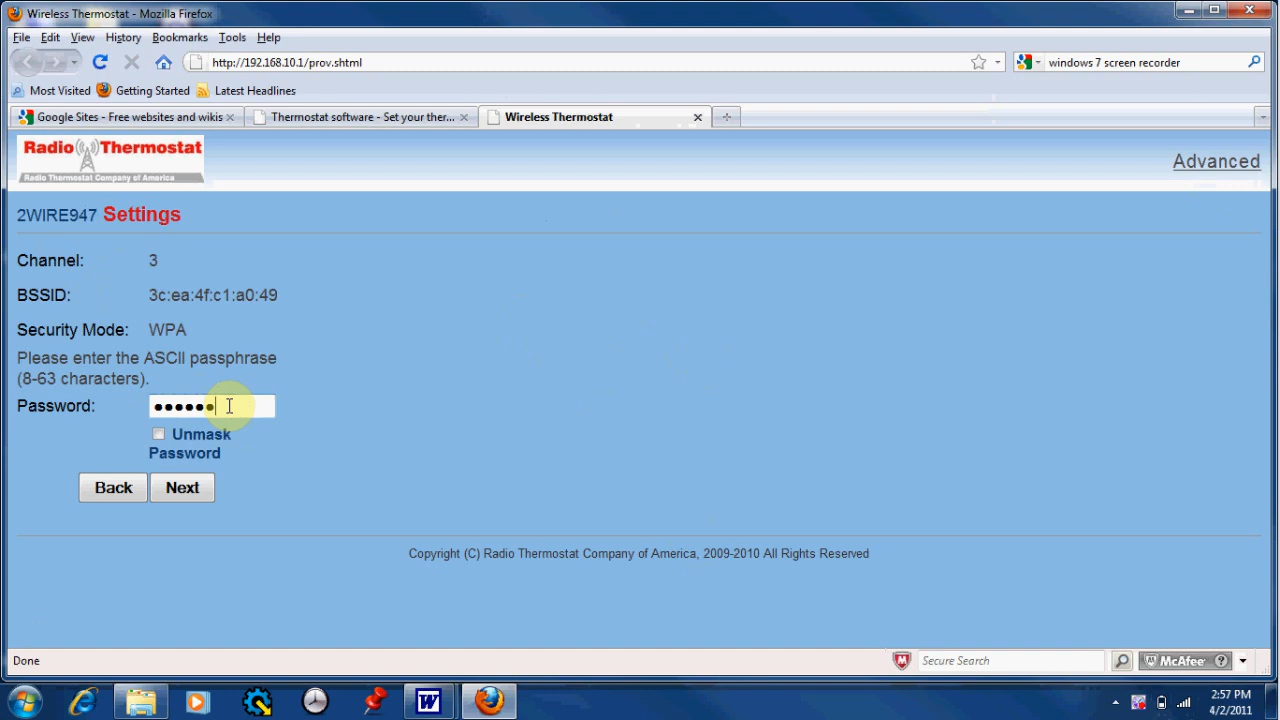 Wireless Thermostat - Mozilla Firefox
File Edit View History Bookmarks Tools Help
http://192.168.10.1/prov.shtml
windows 7 screen recorder
Most Visited Getting Started Latest Headlines
Google Sites - Free websites and wikis
Thermostat software - Set your ther...
Wireless Thermostat
Radio Thermostat
Radio Thermostat Company of America
Advanced
2WIRE947 Settings
Channel: 3
BSSID: 3c:ea:4f:c1:a0:49
Security Mode: WPA
Please enter the ASCII passphrase
(8-63 characters).
Password: ••••••
Unmask
Password
Back Next
Copyright (C) Radio Thermostat Company of America, 2009-2010 All Rights Reserved
Done
Secure Search
McAfee
2:57 PM
4/2/2011